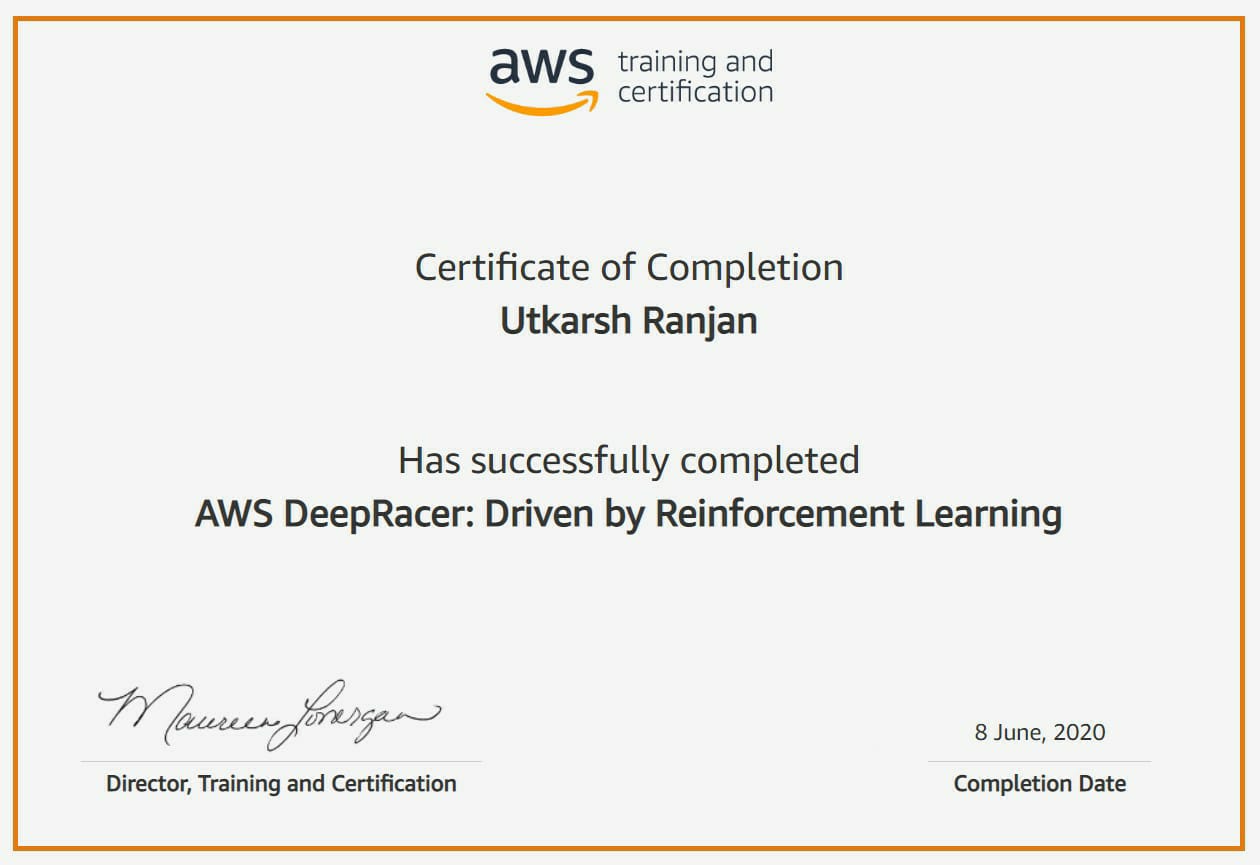 aws training and
certification
Certificate of Completion
Utkarsh Ranjan
Has successfully completed
AWS DeepRacer: Driven by Reinforcement Learning
Maureen Lonergan
8 June, 2020
Director, Training and Certification
Completion Date